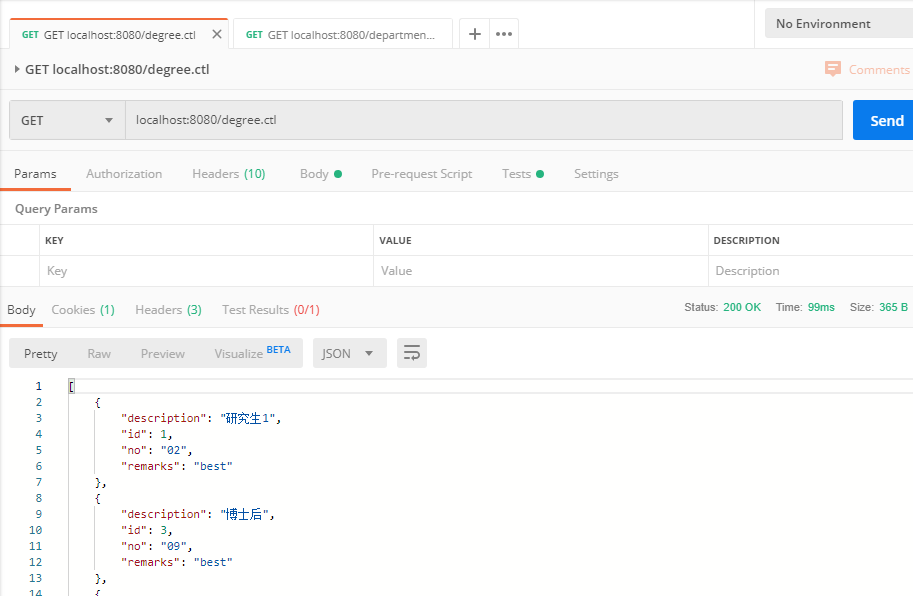 GET GET localhost:8080/degree.ctl GET GET localhost:8080/departmen... No Environment
GET localhost:8080/degree.ctl Comments
GET localhost:8080/degree.ctl Send
Params Authorization Headers (10) Body Pre-request Script Tests Settings
Query Params
KEY VALUE DESCRIPTION
Key Value Description
Body Cookies (1) Headers (3) Test Results (0/1) Status: 200 OK Time: 99ms Size: 365 B
Pretty Raw Preview Visualize BETA JSON
1 [
2 {
3 "description": "研究生1",
4 "id": 1,
5 "no": "02",
6 "remarks": "best"
7 },
8 {
9 "description": "博士后",
10 "id": 3,
11 "no": "09",
12 "remarks": "best"
13 },
14 {